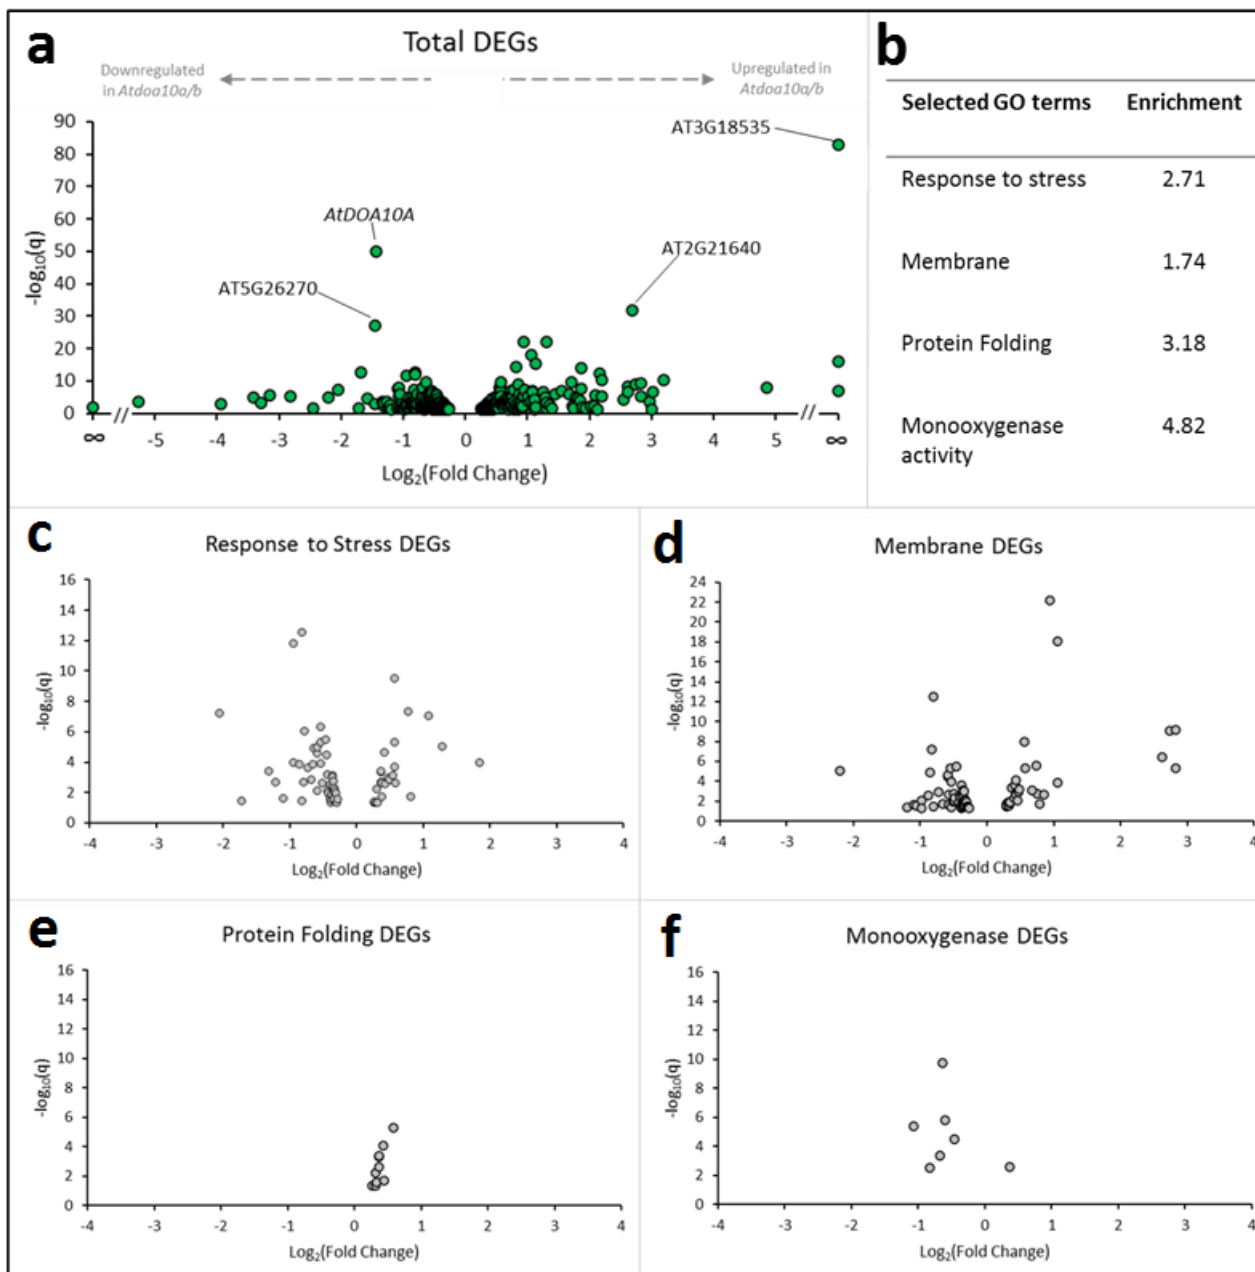 a
Total DEGs
Downregulated
in Atdoa10a/b
Upregulated in
Atdoa10a/b
AT3G18535
AtDOA10A
AT2G21640
AT5G26270
-log10(q)
90
80
70
60
50
40
30
20
10
0
∞ // -5 -4 -3 -2 -1 0 1 2 3 4 5 // ∞
Log2(Fold Change)
b
Selected GO terms Enrichment
Response to stress 2.71
Membrane 1.74
Protein Folding 3.18
Monooxygenase 4.82
activity
c
Response to Stress DEGs
-log10(q)
16
14
12
10
8
6
4
2
0
-4 -3 -2 -1 0 1 2 3 4
Log2(Fold Change)
d
Membrane DEGs
-log10(q)
24
22
20
18
16
14
12
10
8
6
4
2
0
-4 -3 -2 -1 0 1 2 3 4
Log2(Fold Change)
e
Protein Folding DEGs
-log10(q)
16
14
12
10
8
6
4
2
0
-4 -3 -2 -1 0 1 2 3 4
Log2(Fold Change)
f
Monooxygenase DEGs
-log10(q)
16
14
12
10
8
6
4
2
0
-4 -3 -2 -1 0 1 2 3 4
Log2(Fold Change)